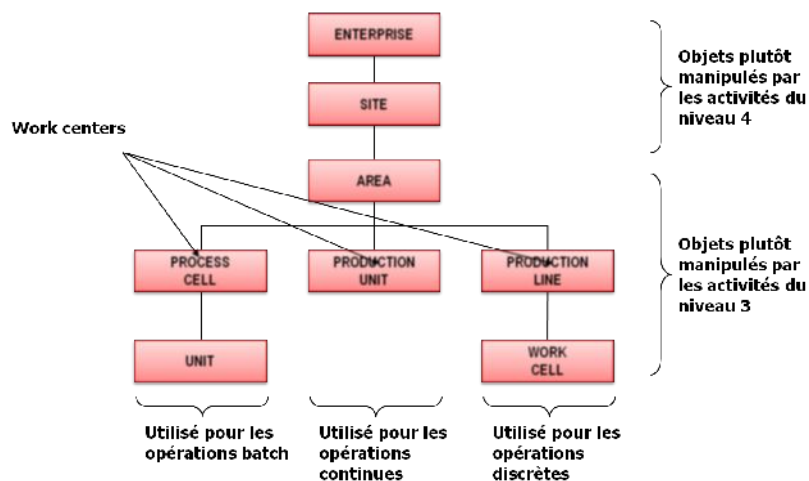 ENTERPRISE
Objets plutôt
manipulés par
les activités du
niveau 4
SITE
Work centers
AREA
Objets plutôt
manipulés par
les activités du
niveau 3
PROCESS
CELL
PRODUCTION
UNIT
PRODUCTION
LINE
UNIT
WORK
CELL
Utilisé pour les
opérations batch
Utilisé pour les
opérations
continues
Utilisé pour les
opérations
discrètes